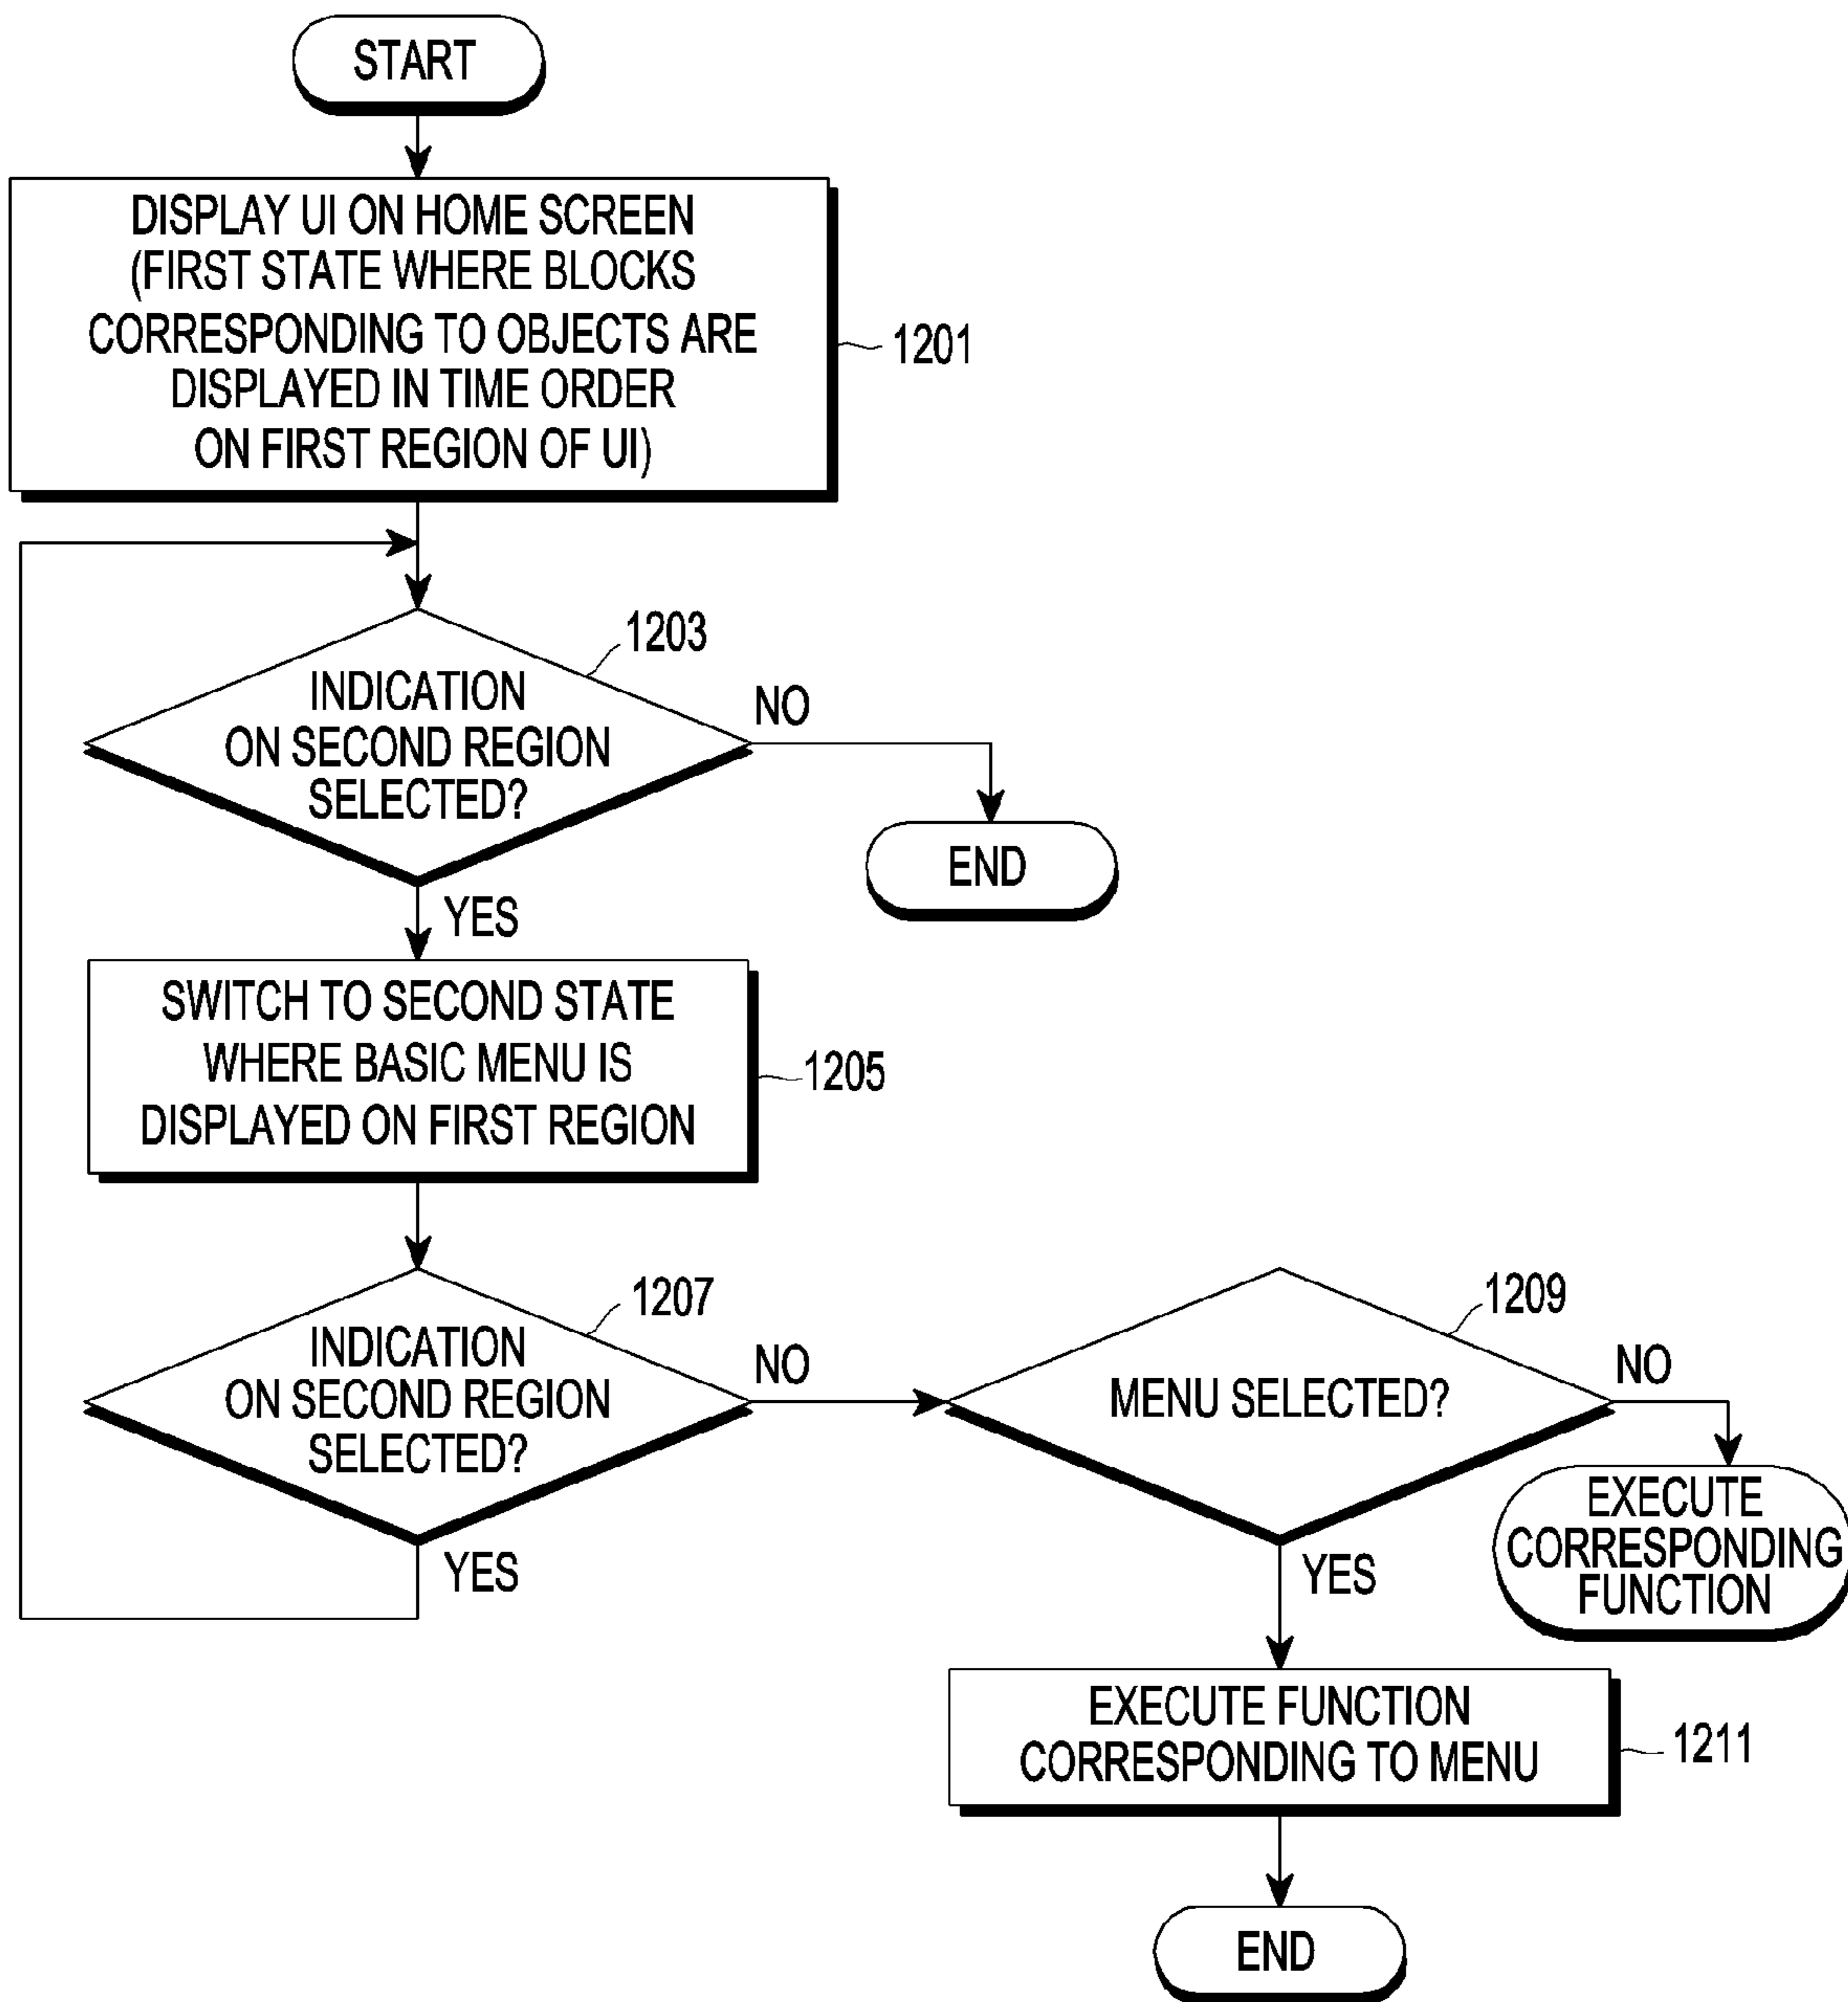 START
DISPLAY UI ON HOME SCREEN
(FIRST STATE WHERE BLOCKS
CORRESPONDING TO OBJECTS ARE
DISPLAYED IN TIME ORDER
ON FIRST REGION OF UI)
1201
1203
INDICATION
ON SECOND REGION
SELECTED?
NO
END
YES
SWITCH TO SECOND STATE
WHERE BASIC MENU IS
DISPLAYED ON FIRST REGION
1205
1207
INDICATION
ON SECOND REGION
SELECTED?
NO
YES
1209
MENU SELECTED?
NO
EXECUTE
CORRESPONDING
FUNCTION
YES
EXECUTE FUNCTION
CORRESPONDING TO MENU
1211
END